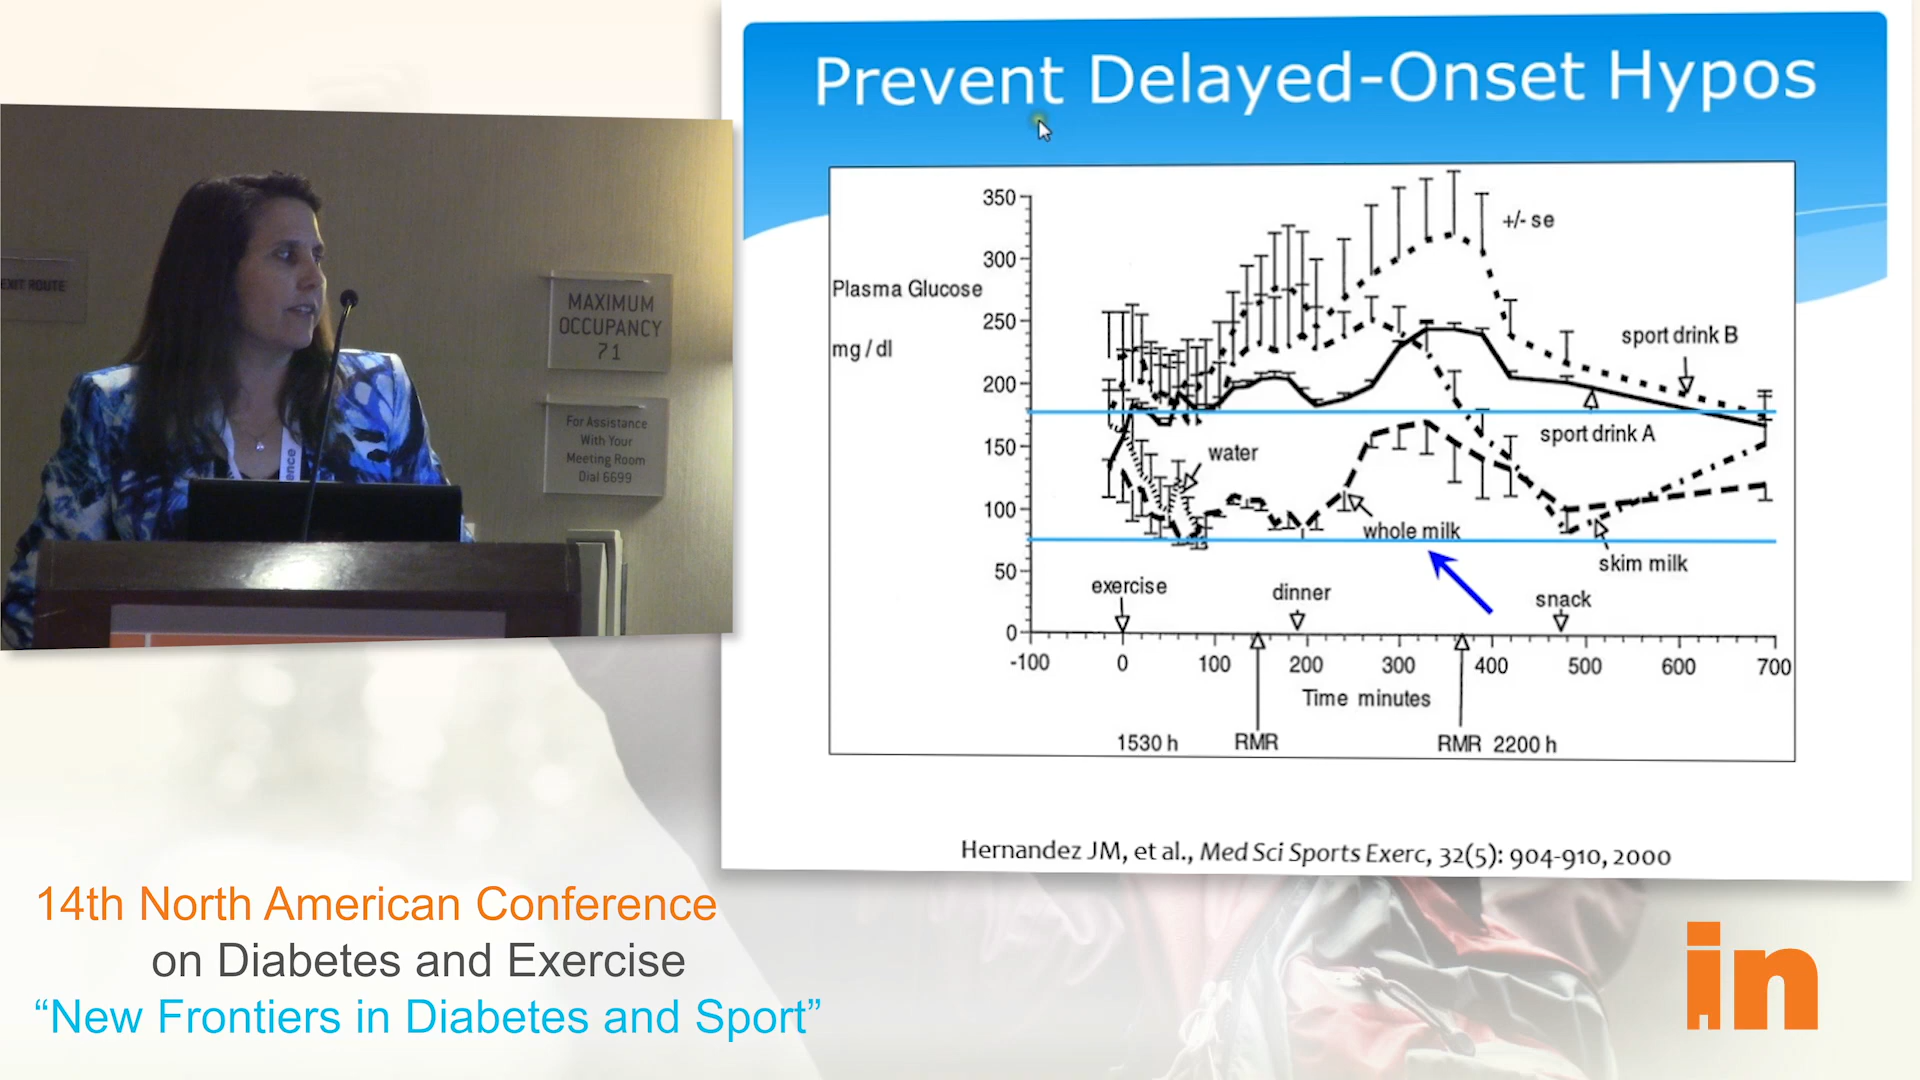 Prevent Delayed-Onset Hypos
EXIT ROUTE
MAXIMUM
OCCUPANCY
71
For Assistance
With Your
Meeting Room
Dial 6699
ence
350
300
250
200
150
100
50
0
Plasma Glucose
mg / dl
+/- se
sport drink B
sport drink A
water
whole milk
skim milk
exercise
dinner
snack
-100 0 100 200 300 400 500 600 700
Time minutes
1530 h RMR RMR 2200 h
Hernandez JM, et al., Med Sci Sports Exerc, 32(5): 904-910, 2000
14th North American Conference
on Diabetes and Exercise
“New Frontiers in Diabetes and Sport”
in